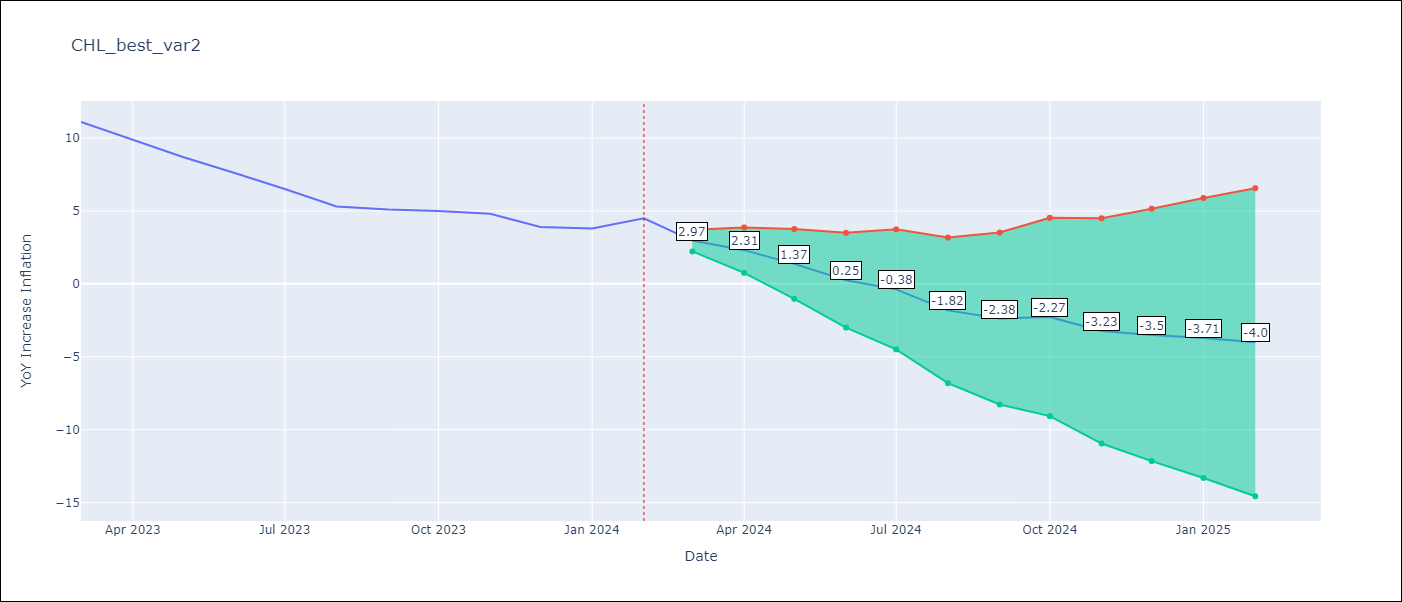 CHL_best_var2
YoY Increase Inflation
10
5
0
−5
−10
−15
2.97
2.31
1.37
0.25
-0.38
-1.82
-2.38
-2.27
-3.23
-3.5
-3.71
-4.0
Apr 2023
Jul 2023
Oct 2023
Jan 2024
Apr 2024
Jul 2024
Oct 2024
Jan 2025
Date